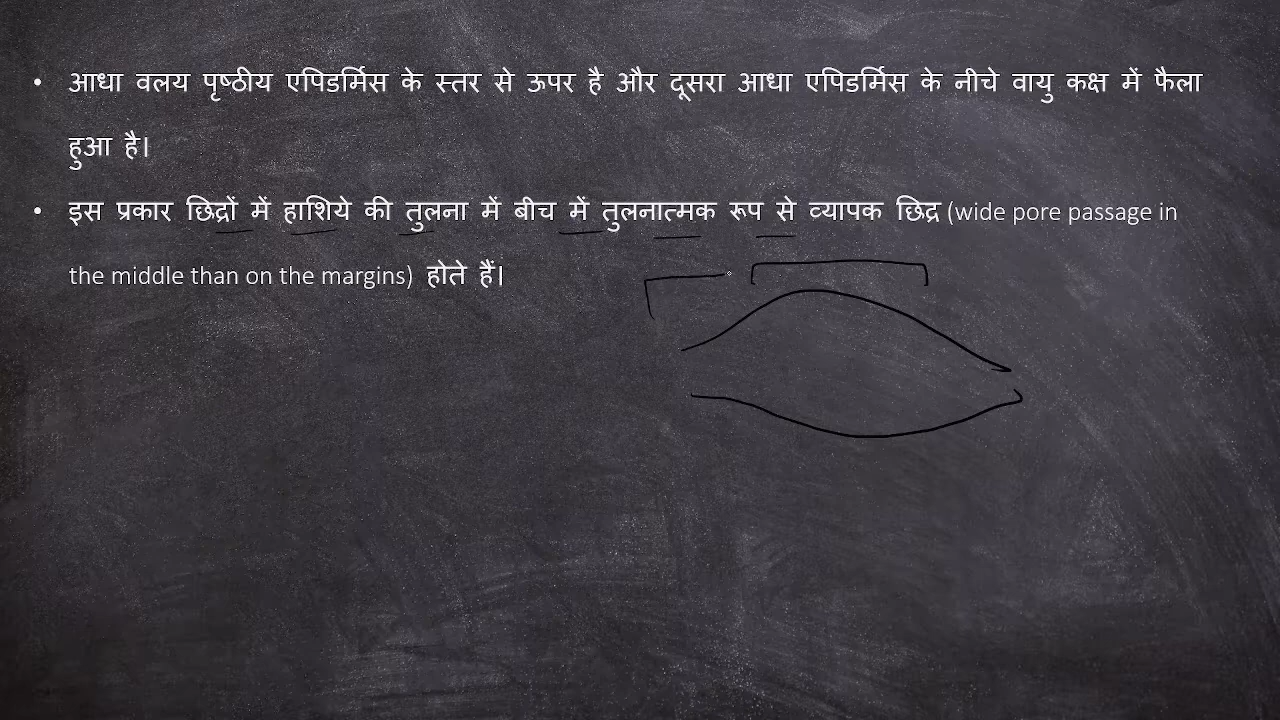 • आधा वलय पृष्ठीय एपिडर्मिस के स्तर से ऊपर है और दूसरा आधा एपिडर्मिस के नीचे वायु कक्ष में फैला
हुआ है।
• इस प्रकार छिद्रों में हाशिये की तुलना में बीच में तुलनात्मक रूप से व्यापक छिद्र (wide pore passage in
the middle than on the margins) होते हैं।